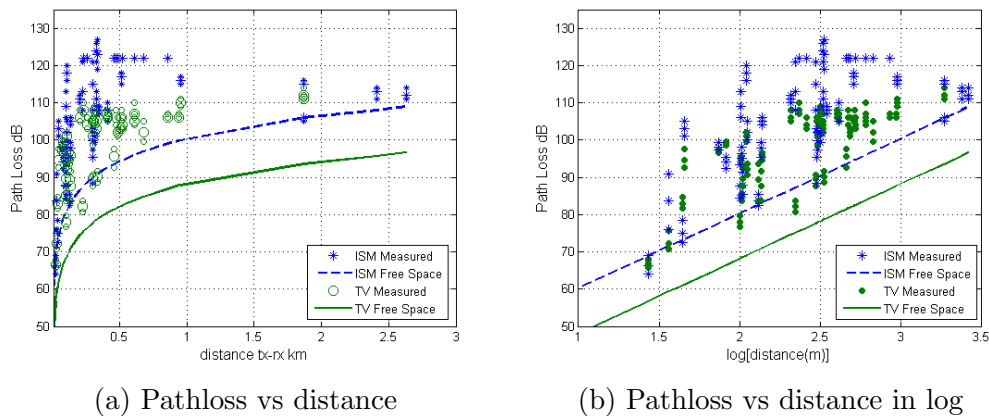 130
120
110
100
90
80
70
60
50
Path Loss dB
0
0.5
1
1.5
2
2.5
3
distance tx-rx km
ISM Measured
ISM Free Space
TV Measured
TV Free Space
(a) Pathloss vs distance
130
120
110
100
90
80
70
60
50
Path Loss dB
1
1.5
2
2.5
3
3.5
log[distance(m)]
ISM Measured
ISM Free Space
TV Measured
TV Free Space
(b) Pathloss vs distance in log